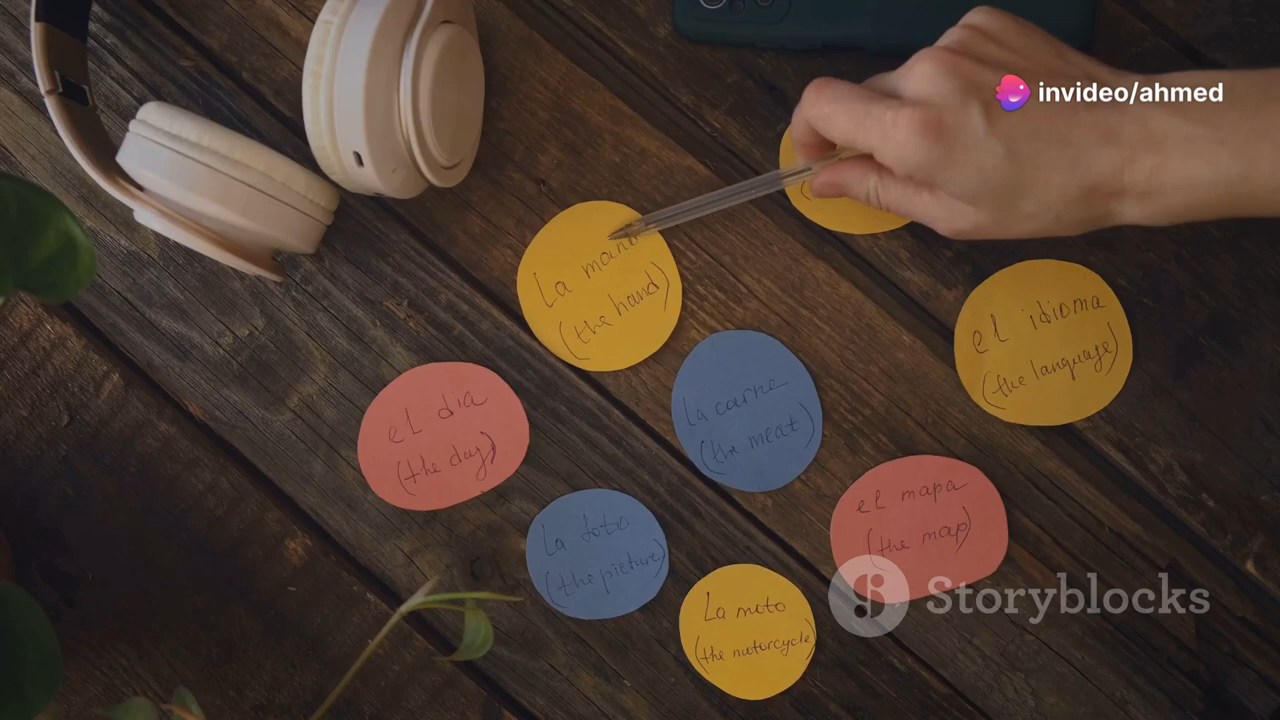 invideo/ahmed
La mano
(the hand)
el idioma
(the language)
la carne
(the meat)
el dia
(the day)
el mapa
(the map)
La foto
(the picture)
La moto
(the motorcycle)
Storyblocks